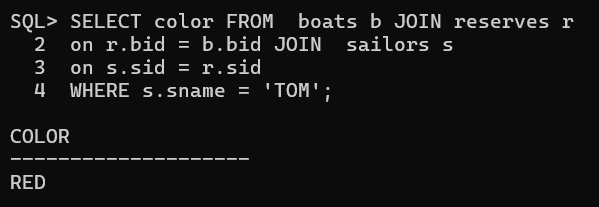 SQL> SELECT color FROM  boats b JOIN reserves r
  2  on r.bid = b.bid JOIN  sailors s
  3  on s.sid = r.sid
  4  WHERE s.sname = 'TOM';

COLOR
--------------------
RED